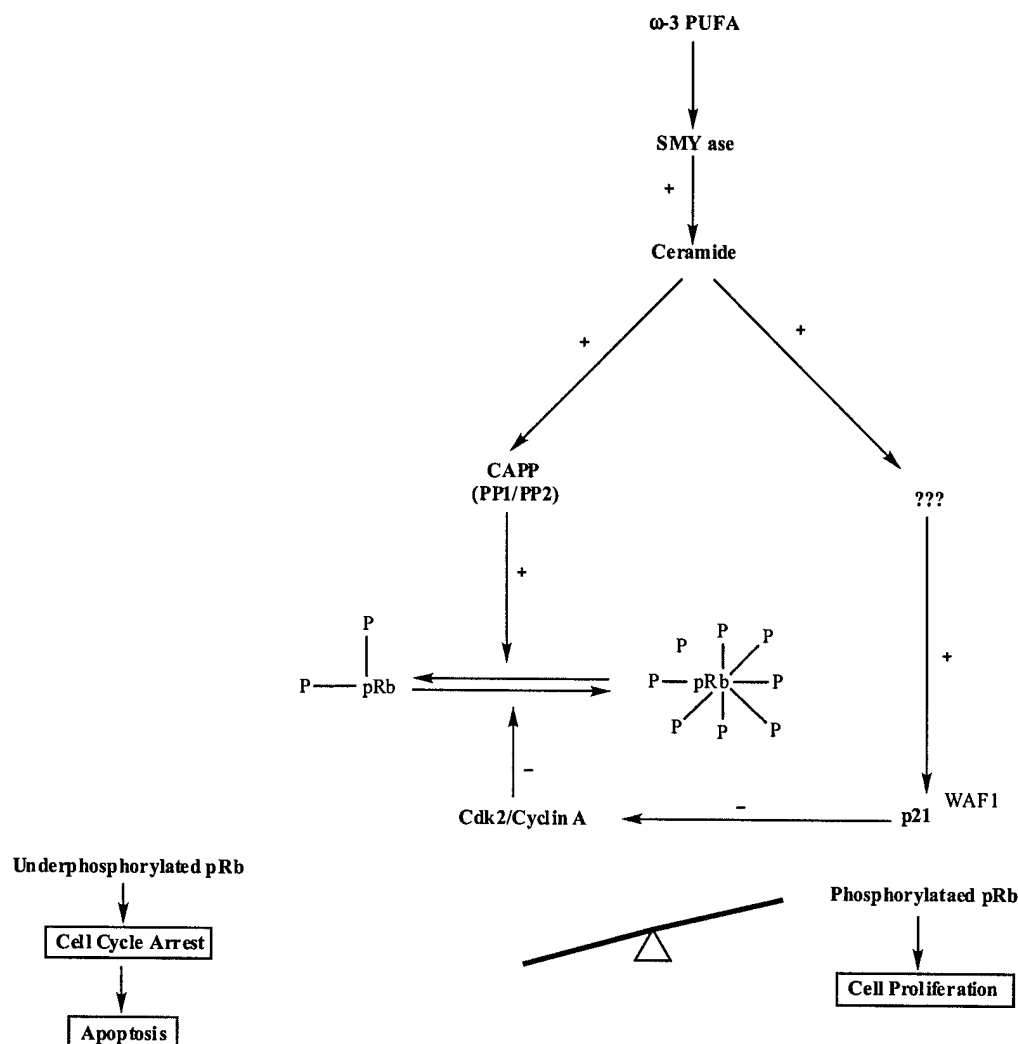 ω-3 PUFA
SMY ase
+
Ceramide
+ +
CAPP
(PP1/PP2)
???
+
+
P
P pRb
P P P
P pRb P
P P P
−
Cdk2/Cyclin A
−
p21 WAF1
Underphosphorylated pRb
Cell Cycle Arrest
Apoptosis
Phosphorylataed pRb
Cell Proliferation